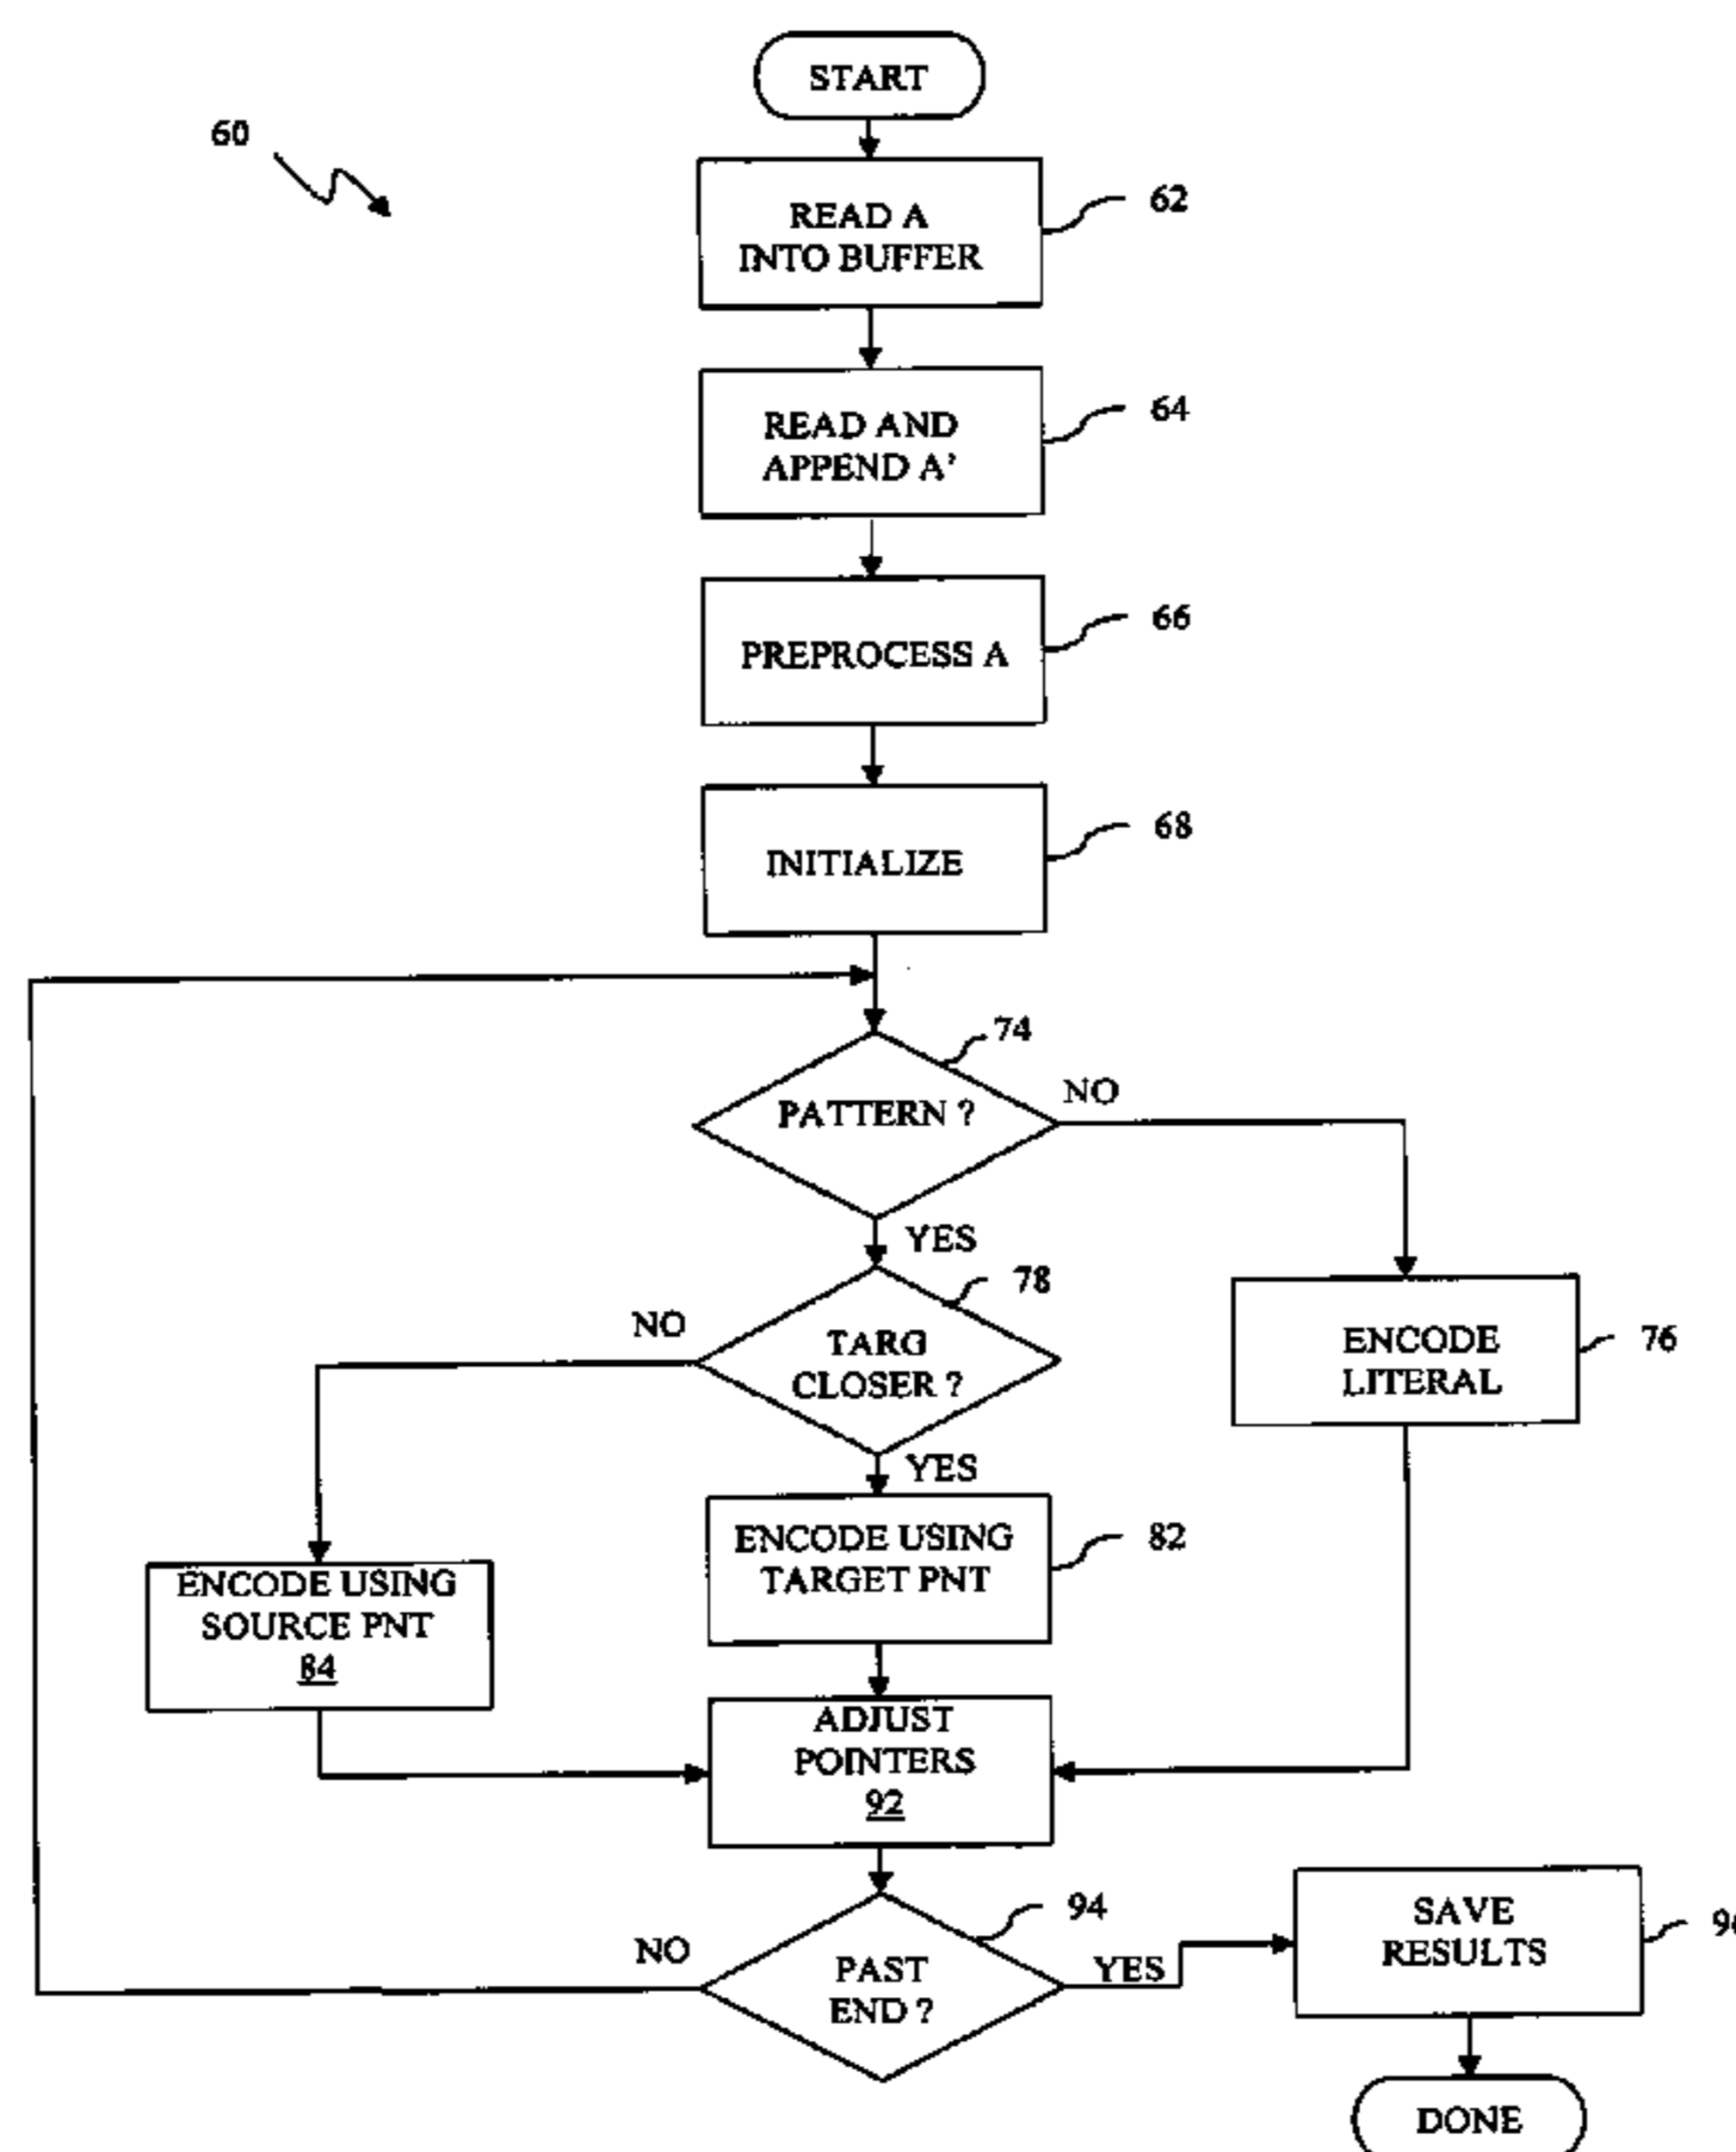 START
60
READ A
INTO BUFFER
62
READ AND
APPEND A'
64
PREPROCESS A
66
INITIALIZE
68
74
PATTERN ?
NO
YES
78
NO
TARG
CLOSER ?
ENCODE
LITERAL
76
YES
ENCODE USING
TARGET PNT
82
ENCODE USING
SOURCE PNT
84
ADJUST
POINTERS
92
94
NO
PAST
END ?
YES
SAVE
RESULTS
DONE